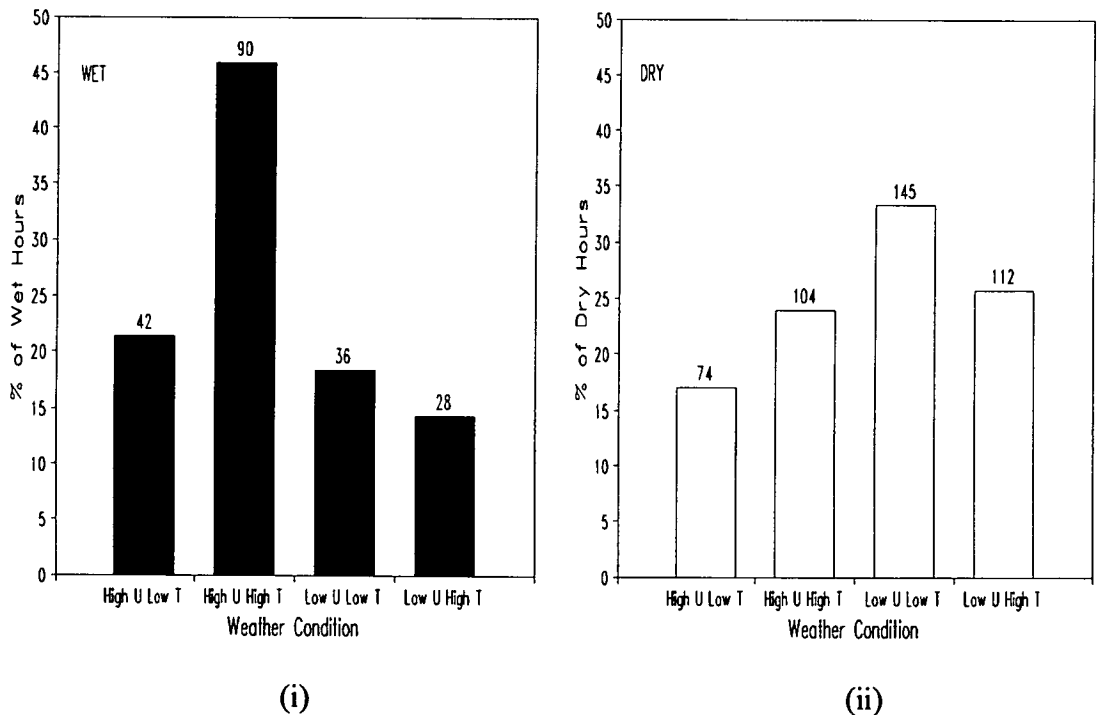 WET
% of Wet Hours
50
45
40
35
30
25
20
15
10
5
0
42
90
36
28
High U Low T
High U High T
Low U Low T
Low U High T
Weather Condition
(i)
DRY
% of Dry Hours
50
45
40
35
30
25
20
15
10
5
0
74
104
145
112
High U Low T
High U High T
Low U Low T
Low U High T
Weather Condition
(ii)